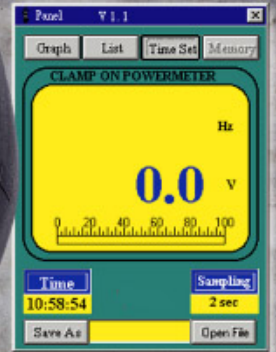 Panel V 1.1
Graph List Time Set Memory
CLAMP ON POWERMETER
Hz
0.0 V
0 20 40 60 80 100
Time Sampling
10:58:54 2 sec
Save As Open File